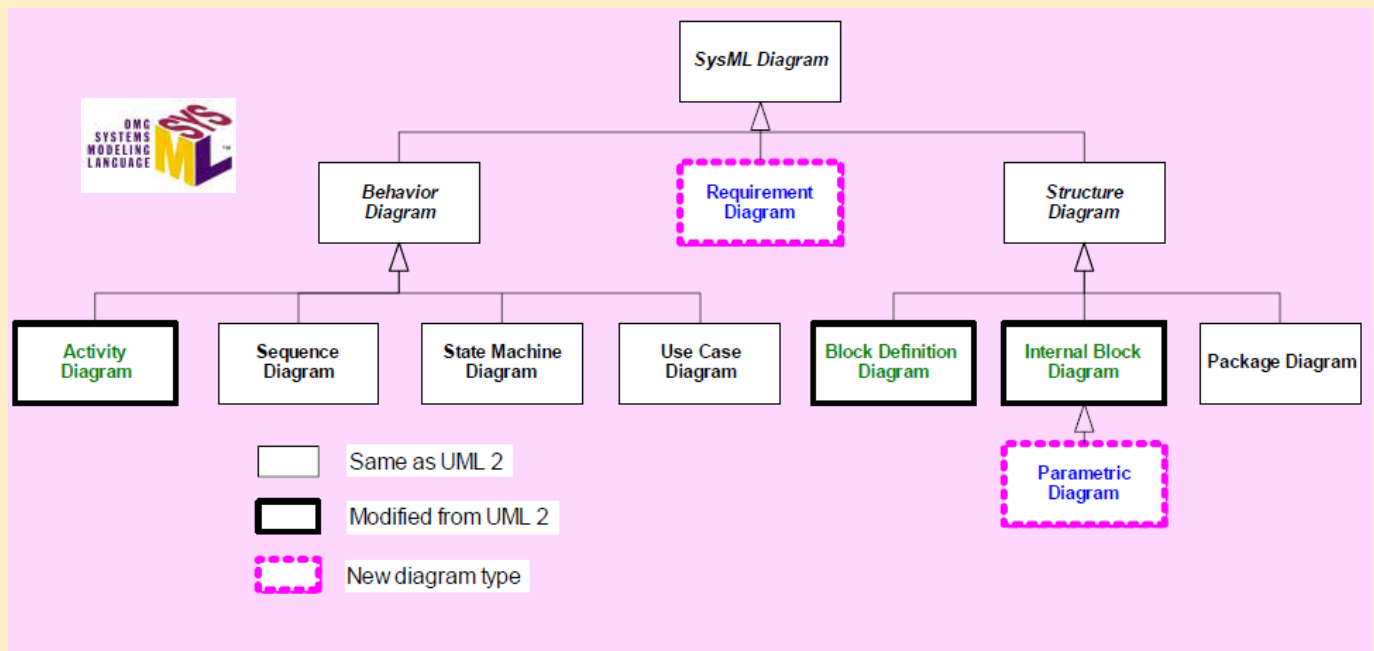 SysML Diagram
OMG
SYSTEMS
MODELING
LANGUAGE
SYS
ML
™
Behavior
Diagram
Requirement
Diagram
Structure
Diagram
Activity
Diagram
Sequence
Diagram
State Machine
Diagram
Use Case
Diagram
Block Definition
Diagram
Internal Block
Diagram
Package Diagram
Same as UML 2
Parametric
Diagram
Modified from UML 2
New diagram type